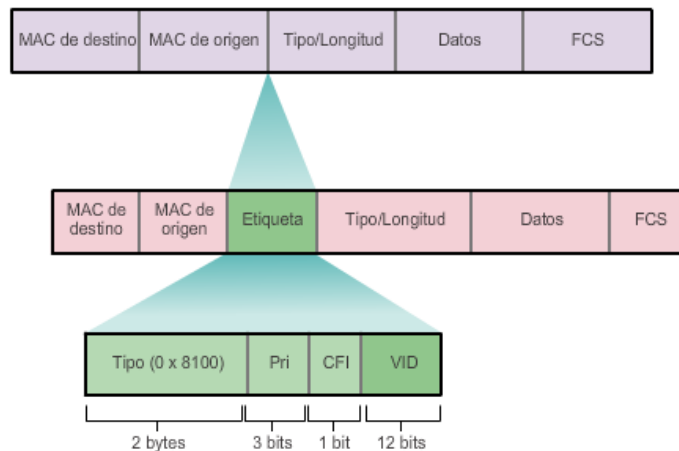 MAC de destino MAC de origen Tipo/Longitud Datos FCS
MAC de destino MAC de origen Etiqueta Tipo/Longitud Datos FCS
Tipo (0 x 8100) Pri CFI VID
2 bytes 3 bits 1 bit 12 bits